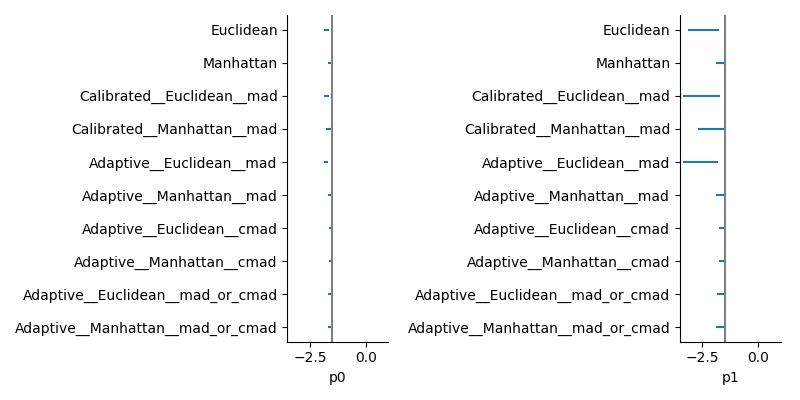 Euclidean
Manhattan
Calibrated__Euclidean__mad
Calibrated__Manhattan__mad
Adaptive__Euclidean__mad
Adaptive__Manhattan__mad
Adaptive__Euclidean__cmad
Adaptive__Manhattan__cmad
Adaptive__Euclidean__mad_or_cmad
Adaptive__Manhattan__mad_or_cmad
−2.5 0.0
p0
Euclidean
Manhattan
Calibrated__Euclidean__mad
Calibrated__Manhattan__mad
Adaptive__Euclidean__mad
Adaptive__Manhattan__mad
Adaptive__Euclidean__cmad
Adaptive__Manhattan__cmad
Adaptive__Euclidean__mad_or_cmad
Adaptive__Manhattan__mad_or_cmad
−2.5 0.0
p1